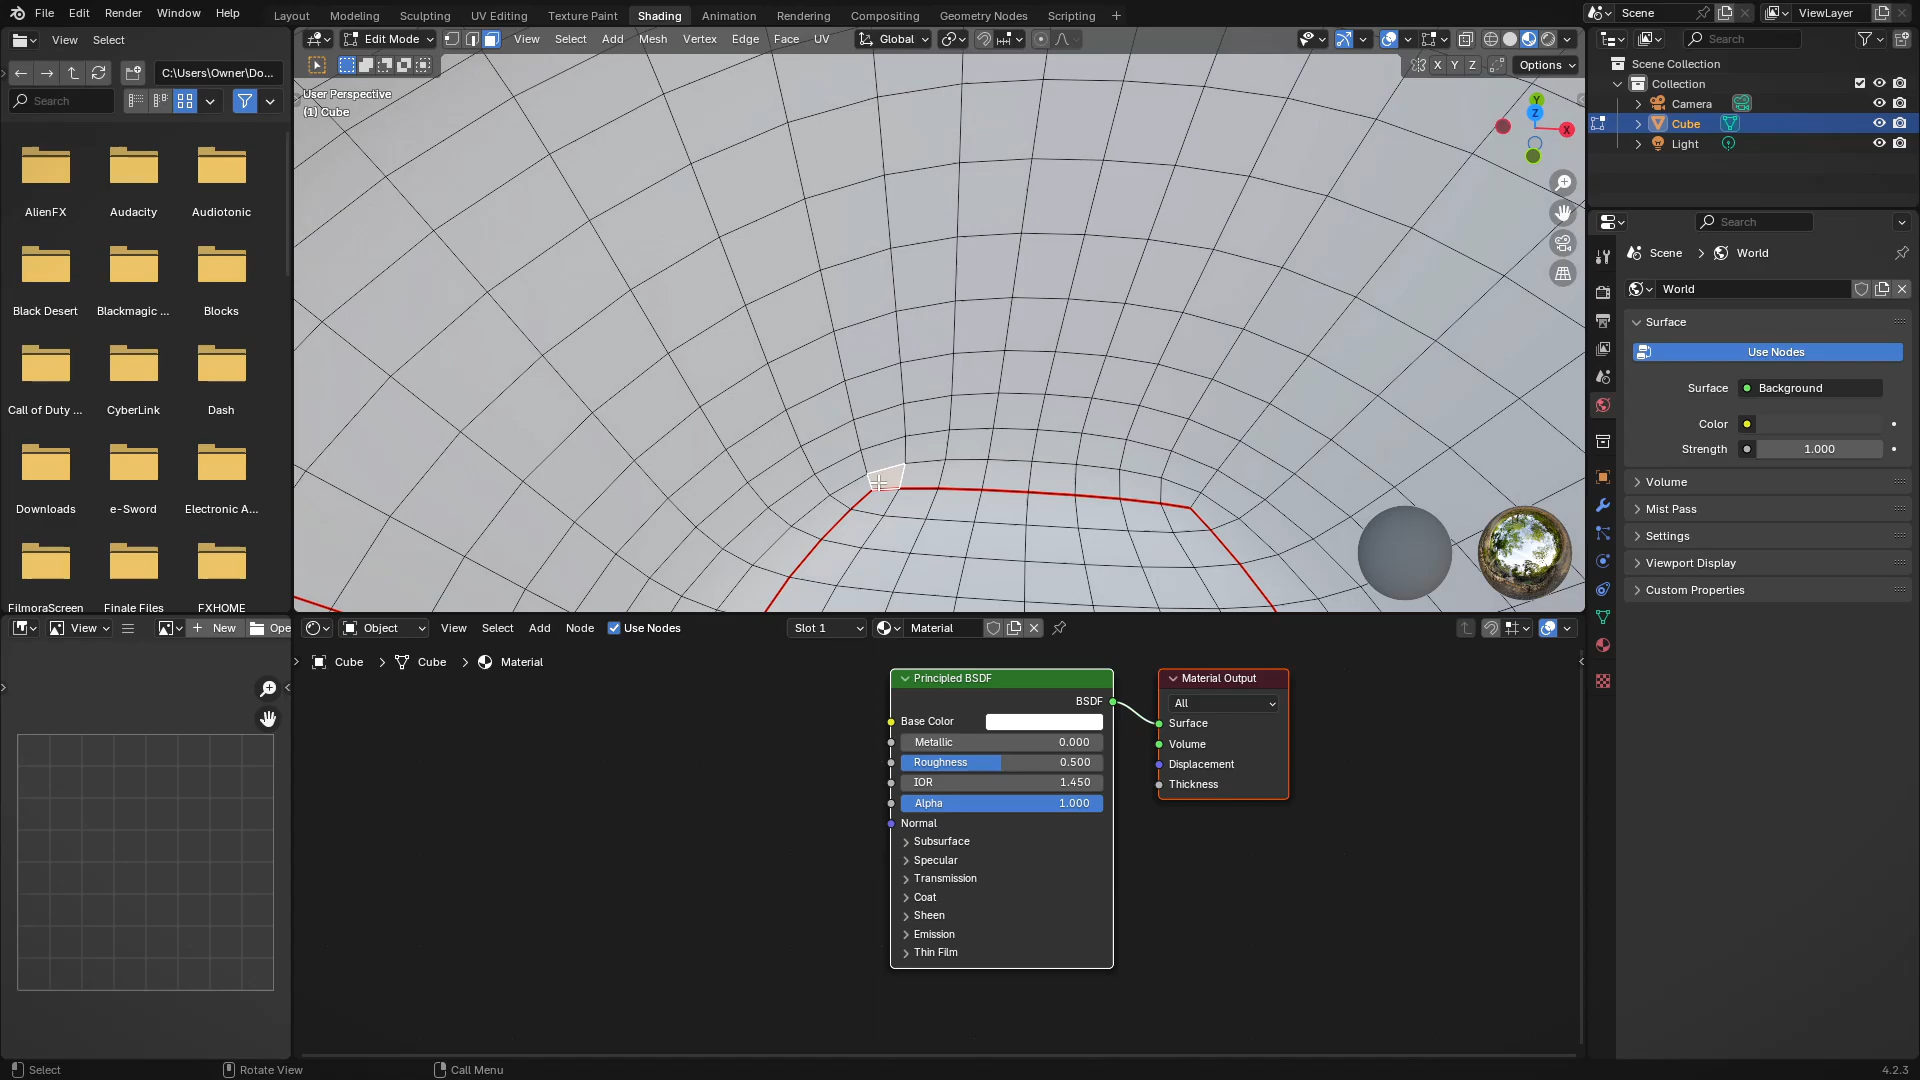 File Edit Render Window Help Layout Modeling Sculpting UV Editing Texture Paint Shading Animation Rendering Compositing Geometry Nodes Scripting + Scene ViewLayer
View Select
C:\Users\Owner\Do...
Search
AlienFX Audacity Audiotonic
Black Desert Blackmagic ... Blocks
Call of Duty ... CyberLink Dash
Downloads e-Sword Electronic A...
FilmoraScreen Finale Files FXHOME
Edit Mode View Select Add Mesh Vertex Edge Face UV Global
X Y Z Options
User Perspective
(1) Cube
Y
Z
X
Search
Scene Collection
Collection
Camera
Cube
Light
Search
Scene > World
World
Surface
Use Nodes
Surface Background
Color
Strength 1.000
Volume
Mist Pass
Settings
Viewport Display
Custom Properties
View + New Ope
Object View Select Add Node Use Nodes Slot 1 Material
Cube > Cube > Material
Principled BSDF
BSDF
Base Color
Metallic 0.000
Roughness 0.500
IOR 1.450
Alpha 1.000
Normal
Subsurface
Specular
Transmission
Coat
Sheen
Emission
Thin Film
Material Output
All
Surface
Volume
Displacement
Thickness
Select Rotate View Call Menu 4.2.3